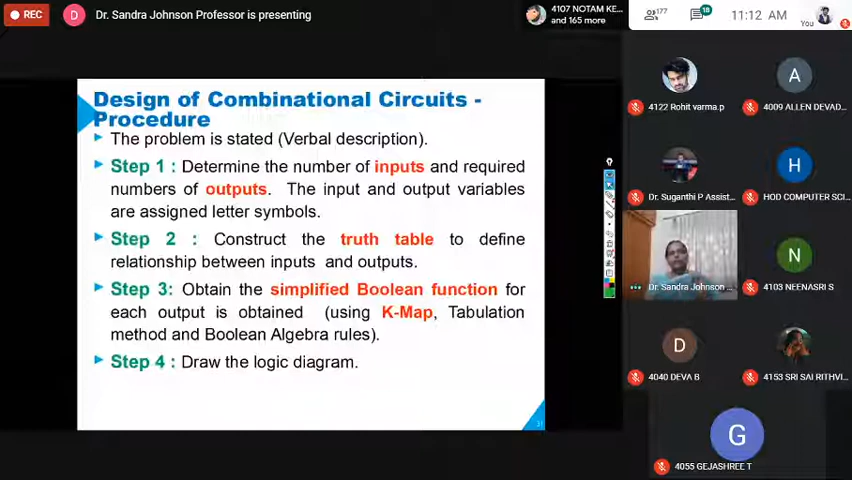 REC
D
Dr. Sandra Johnson Professor is presenting
4107 NOTAM KE...
and 165 more
177
18
11:12 AM
You
Design of Combinational Circuits -
Procedure
The problem is stated (Verbal description).
Step 1 : Determine the number of inputs and required
numbers of outputs. The input and output variables
are assigned letter symbols.
Step 2 : Construct the truth table to define
relationship between inputs and outputs.
Step 3: Obtain the simplified Boolean function for
each output is obtained (using K-Map, Tabulation
method and Boolean Algebra rules).
Step 4 : Draw the logic diagram.
31
4122 Rohit varma.p
A
4009 ALLEN DEVAD...
Dr. Suganthi P Assist...
H
HOD COMPUTER SCI...
Dr. Sandra Johnson ...
N
4103 NEENASRI S
D
4040 DEVA B
4153 SRI SAI RITHVI...
G
4055 GEJASHREE T